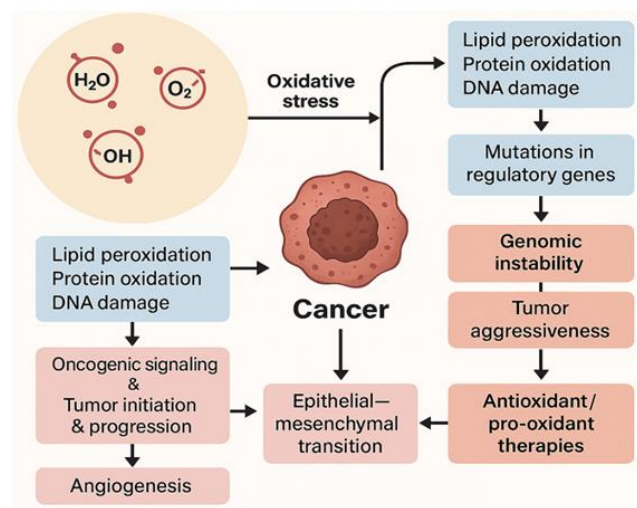 H₂O
O₂⁻
-OH
Oxidative
stress
Lipid peroxidation
Protein oxidation
DNA damage
Mutations in
regulatory genes
Genomic
instability
Tumor
aggressiveness
Antioxidant/
pro-oxidant
therapies
Cancer
Lipid peroxidation
Protein oxidation
DNA damage
Oncogenic signaling
&
Tumor initiation
& progression
Angiogenesis
Epithelial—
mesenchymal
transition